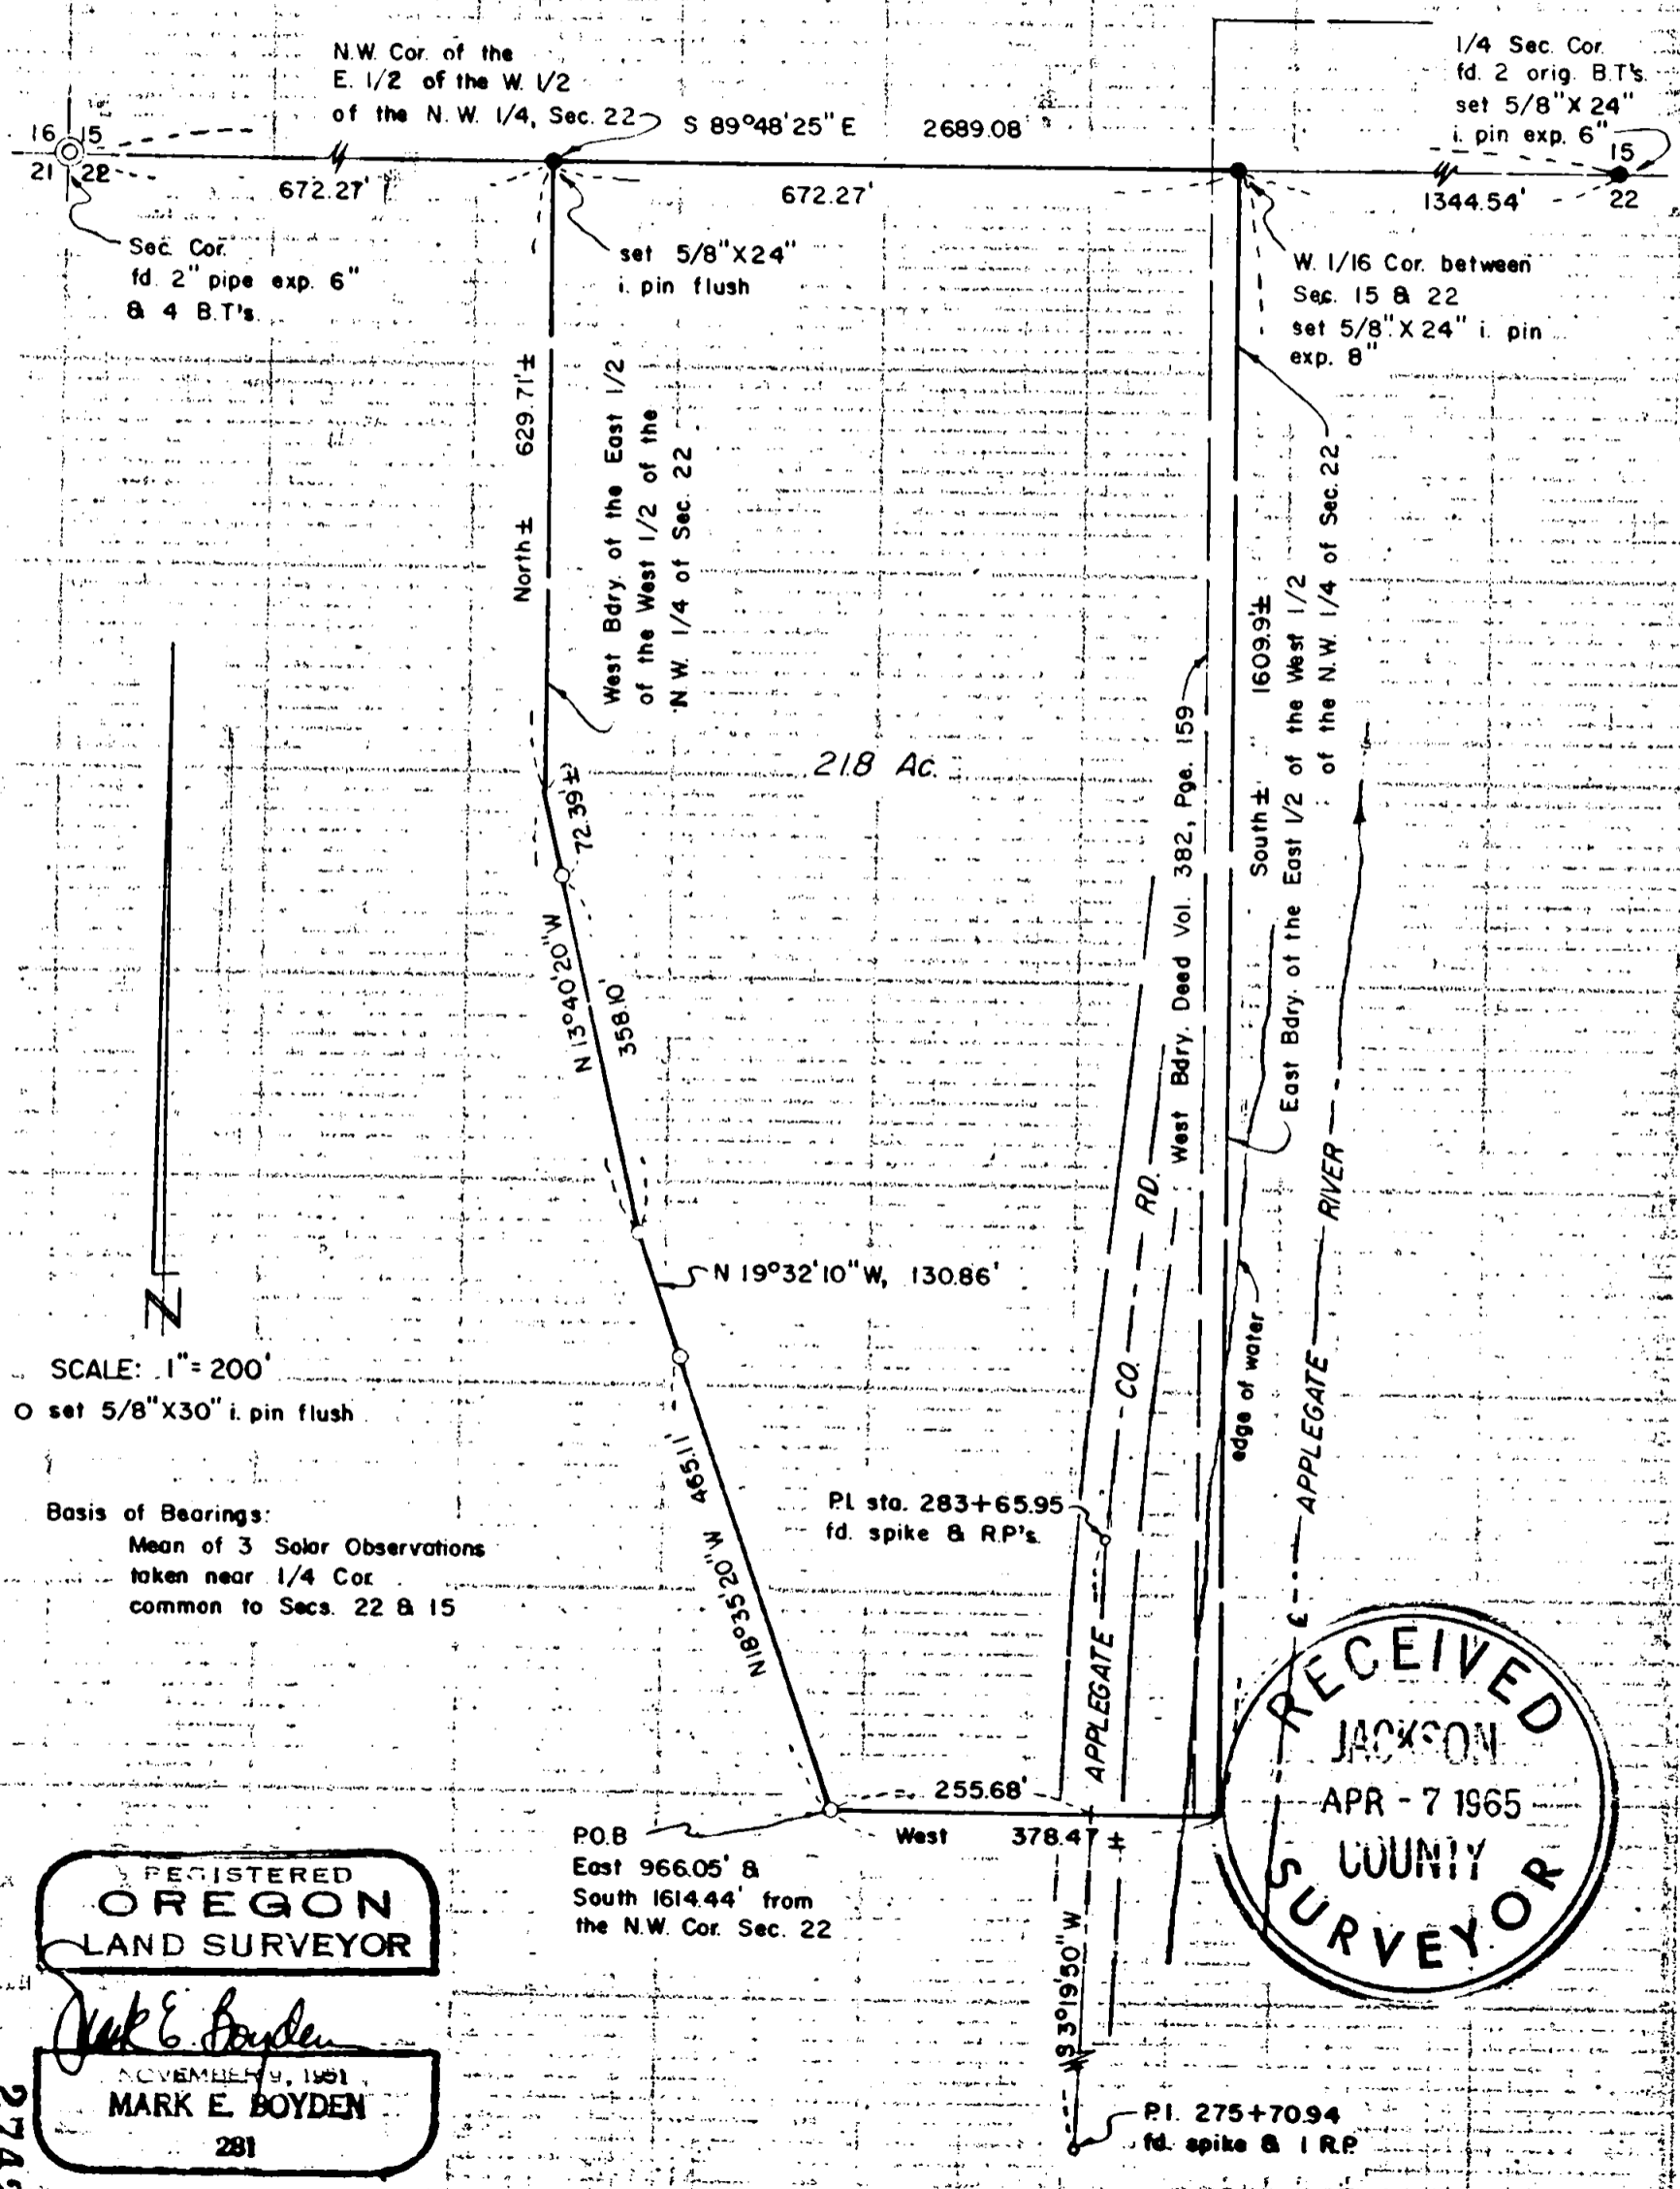 N.W. Cor. of the
E. 1/2 of the W. 1/2
of the N.W. 1/4, Sec. 22
S 89°48'25" E 2689.08'
1/4 Sec. Cor.
fd. 2 orig. B.T's.
set 5/8" X 24"
i. pin exp. 6"
16 15
21 22
15
22
672.27'
672.27'
1344.54'
Sec. Cor.
fd. 2" pipe exp. 6"
& 4 B.T's.
set 5/8" X 24"
i. pin flush
W. 1/16 Cor. between
Sec. 15 & 22
set 5/8" X 24" i. pin
exp. 8"
North ± 629.71' ±
West Bdry. of the East 1/2
of the West 1/2 of the
N.W. 1/4 of Sec. 22
South ± 1609.9' ±
East Bdry. of the East 1/2 of the West 1/2
of the N.W. 1/4 of Sec. 22
West Bdry. Deed Vol. 382, Pge. 159
21.8 Ac.
72.39' ±
N 13°40'20" W
358.10'
N 19°32'10" W, 130.86'
N 18°35'20" W 465.11'
APPLEGATE CO. RD.
edge of water
APPLEGATE RIVER
N
SCALE: 1" = 200'
O set 5/8" X 30" i. pin flush
Basis of Bearings:
Mean of 3 Solar Observations
taken near 1/4 Cor.
common to Secs. 22 & 15
P.I. sta. 283+65.95
fd. spike & R.P's.
255.68'
West 378.47 ±
P.O.B
East 966.05' &
South 1614.44' from
the N.W. Cor. Sec. 22
S 3°19'50" W
P.I. 275+70.94
fd. spike & 1 R.P.
RECEIVED
JACKSON
APR - 7 1965
COUNTY
SURVEYOR
REGISTERED
OREGON
LAND SURVEYOR
Mark E. Boyden
NOVEMBER 9, 1951
MARK E. BOYDEN
281